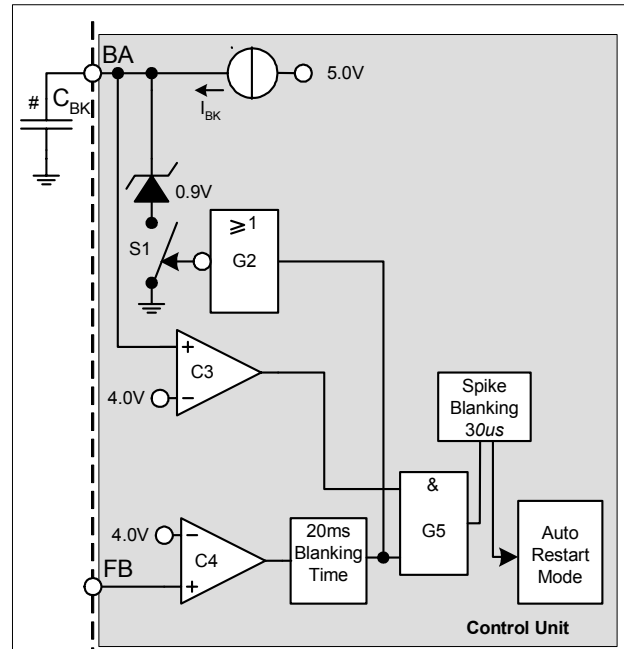 BA
5.0V
# C_BK
I_BK
0.9V
≥1
S1
G2
+
C3
4.0V
−
Spike
Blanking
30us
&
G5
4.0V
−
C4
20ms
Blanking
Time
Auto
Restart
Mode
FB
+
Control Unit